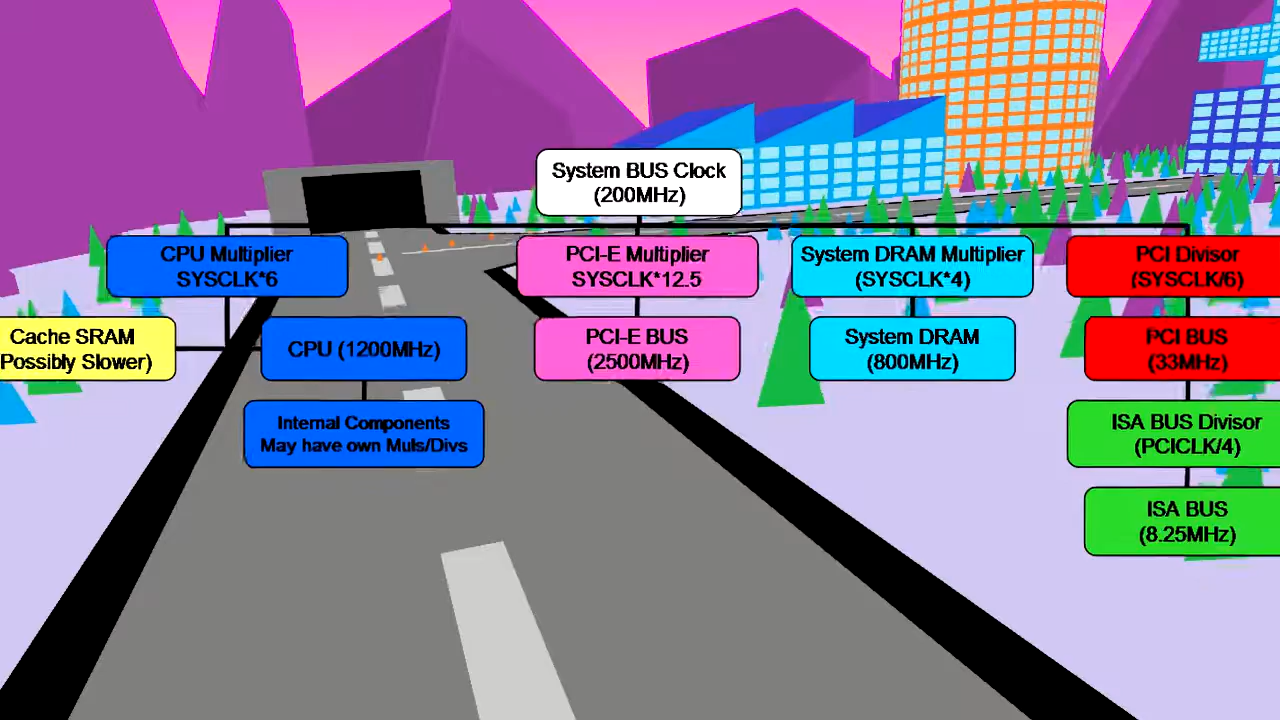 System BUS Clock
(200MHz)
CPU Multiplier
SYSCLK*6
PCI-E Multiplier
SYSCLK*12.5
System DRAM Multiplier
(SYSCLK*4)
PCI Divisor
(SYSCLK/6)
Cache SRAM
Possibly Slower)
CPU (1200MHz)
PCI-E BUS
(2500MHz)
System DRAM
(800MHz)
PCI BUS
(33MHz)
Internal Components
May have own Muls/Divs
ISA BUS Divisor
(PCICLK/4)
ISA BUS
(8.25MHz)